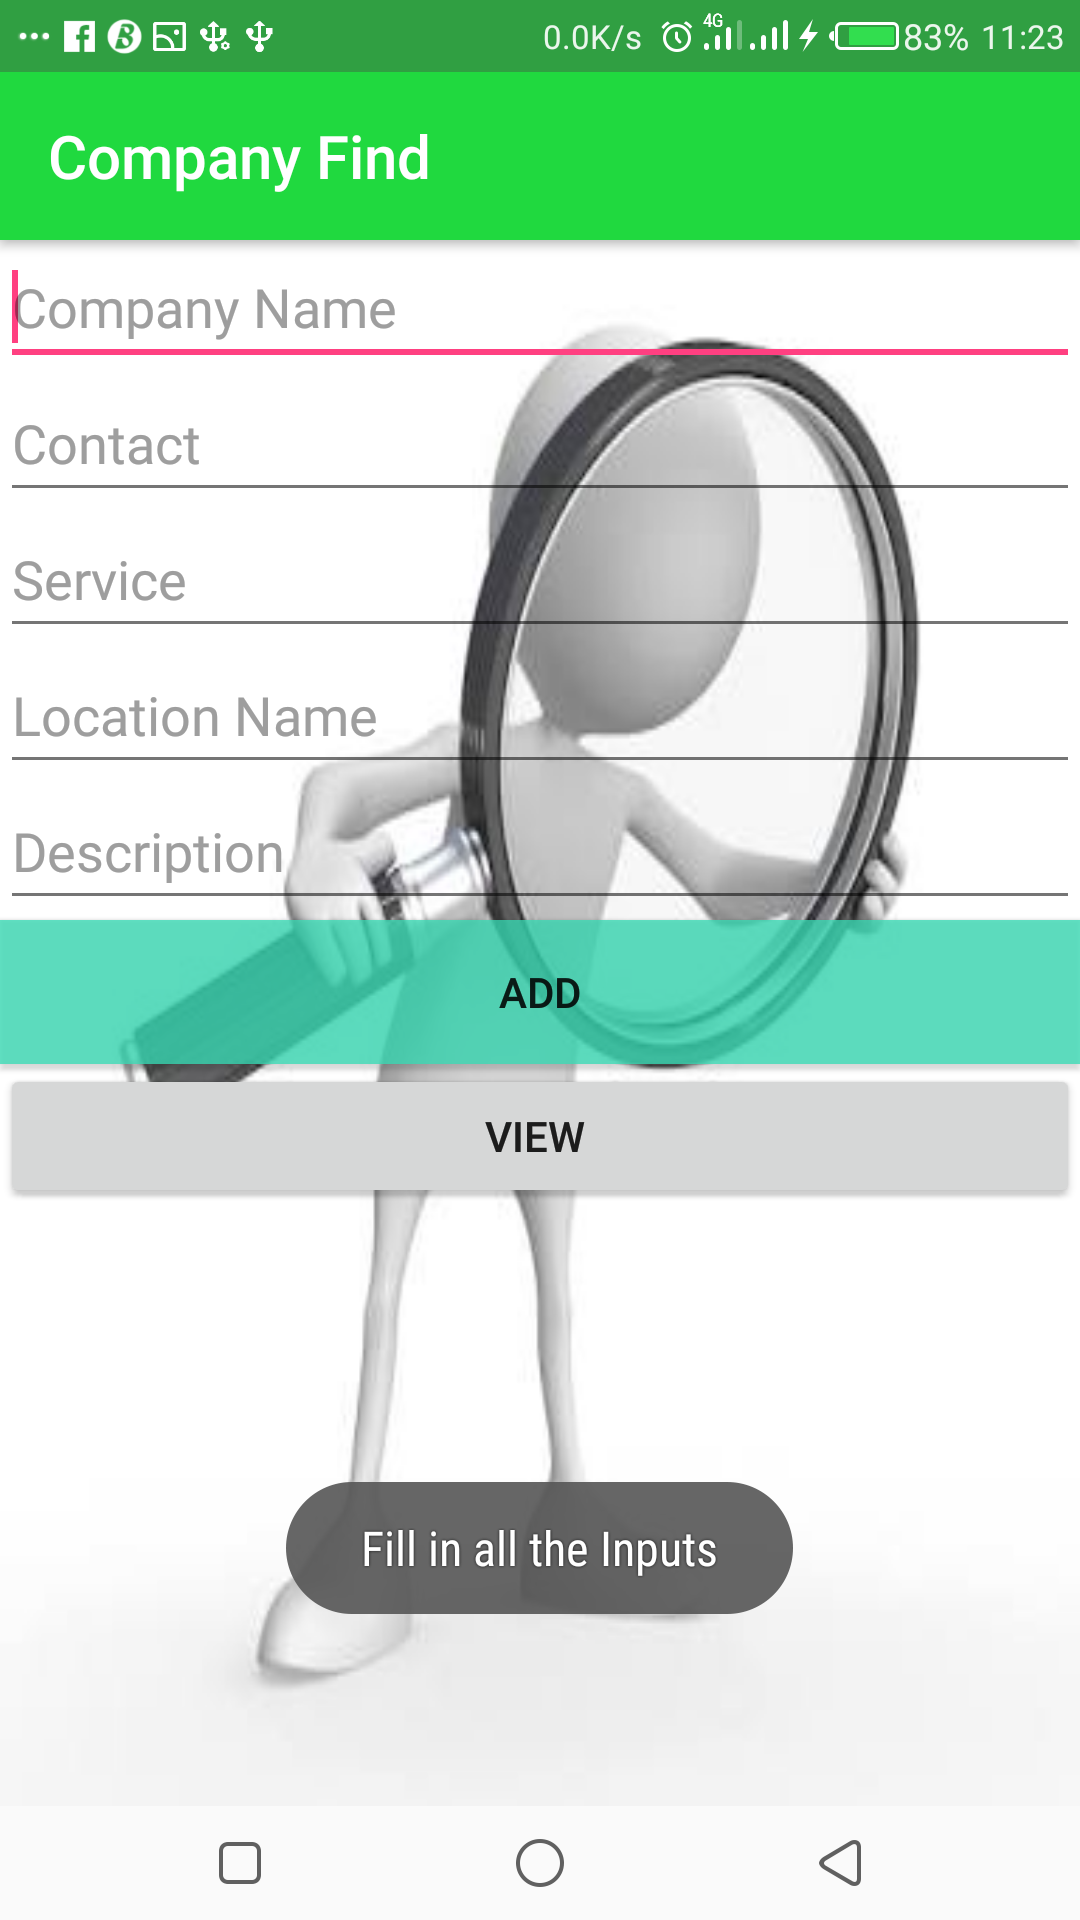 0.0K/s 4G 83% 11:23
Company Find
Company Name
Contact
Service
Location Name
Description
ADD
VIEW
Fill in all the Inputs